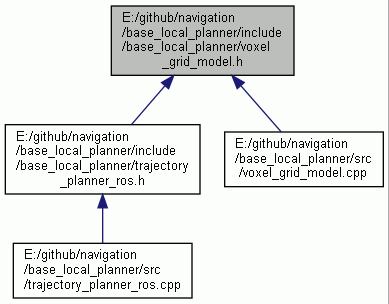 E:/github/navigation
/base_local_planner/include
/base_local_planner/voxel
_grid_model.h
E:/github/navigation
/base_local_planner/include
/base_local_planner/trajectory
_planner_ros.h
E:/github/navigation
/base_local_planner/src
/voxel_grid_model.cpp
E:/github/navigation
/base_local_planner/src
/trajectory_planner_ros.cpp